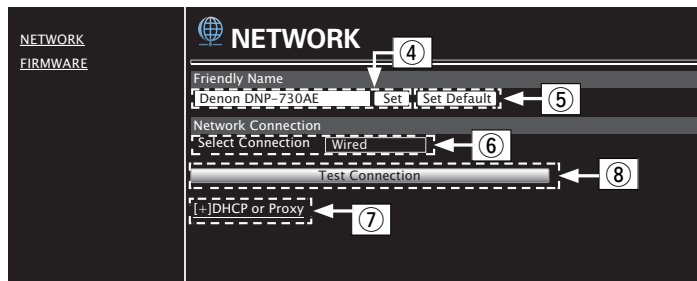 NETWORK
FIRMWARE
NETWORK
④
Friendly Name
Denon DNP-730AE Set Set Default ⑤
Network Connection
Select Connection Wired ⑥
Test Connection ⑧
[+]DHCP or Proxy ⑦